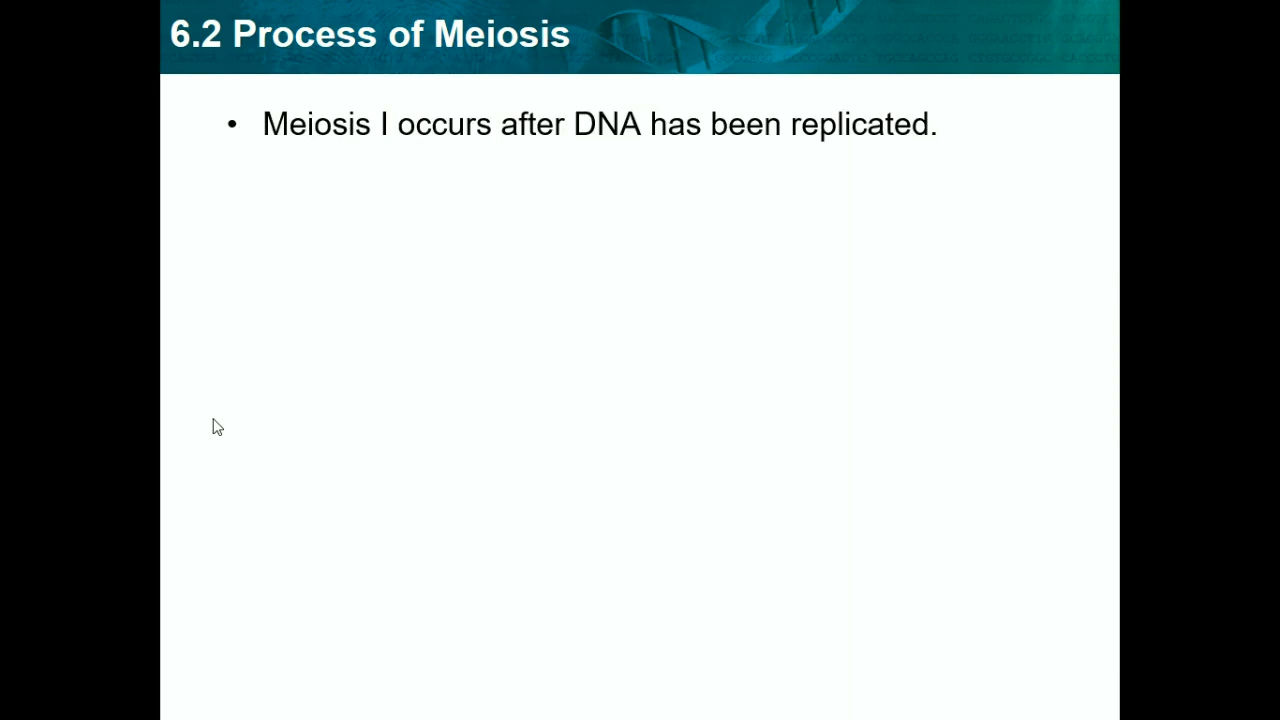 6.2 Process of Meiosis
• Meiosis I occurs after DNA has been replicated.